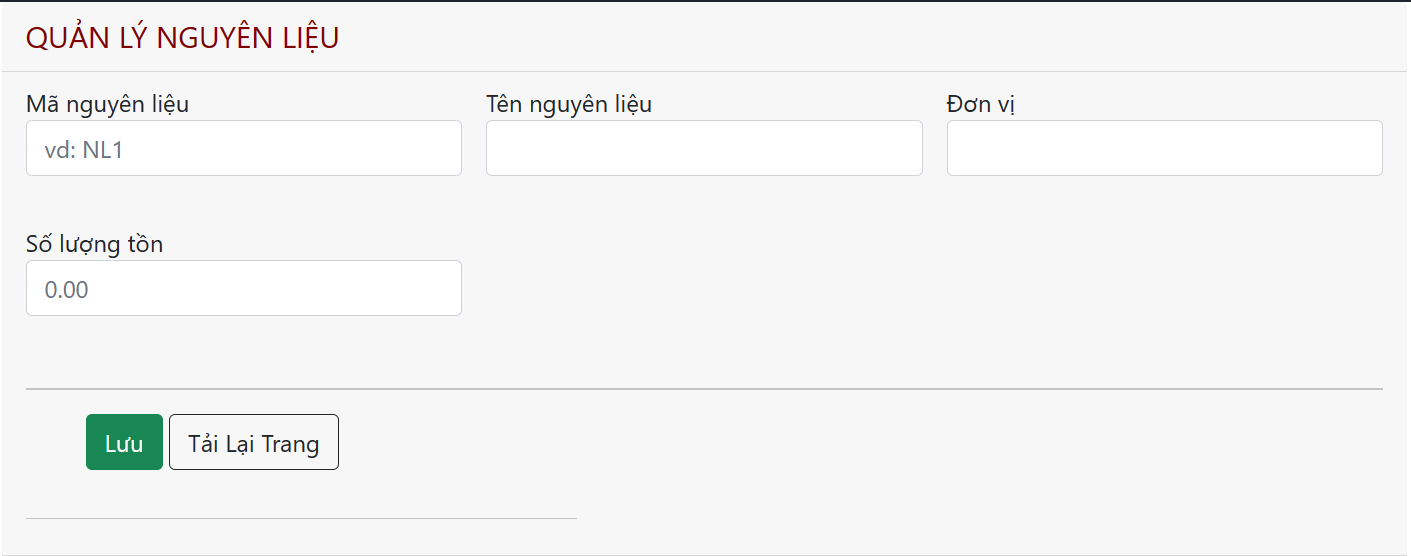 QUẢN LÝ NGUYÊN LIỆU
Mã nguyên liệu
Tên nguyên liệu
Đơn vị
vd: NL1
Số lượng tồn
0.00
Lưu
Tải Lại Trang